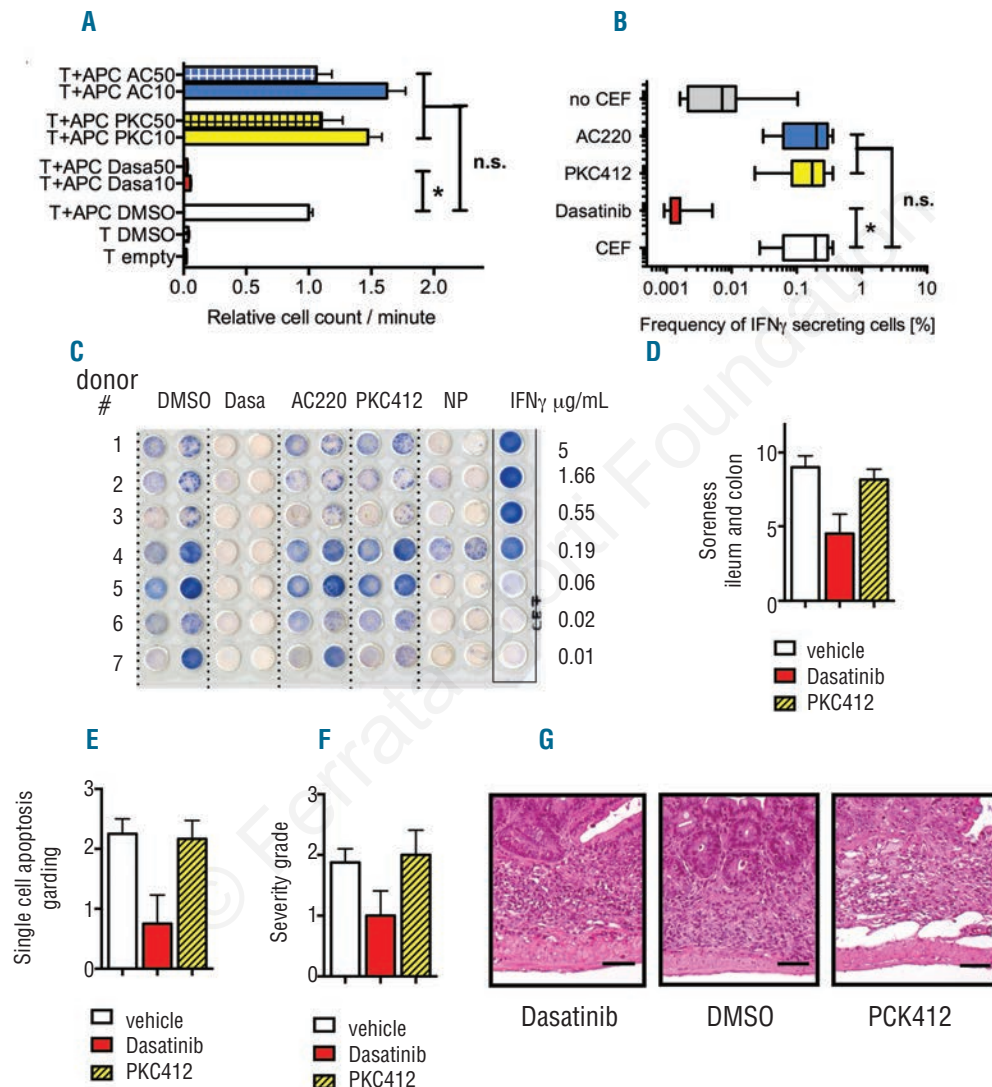 A
T+APC AC50
T+APC AC10
T+APC PKC50
T+APC PKC10
T+APC Dasa50
T+APC Dasa10
T+APC DMSO
T DMSO
T empty
n.s.
*
0.0 0.5 1.0 1.5 2.0
Relative cell count / minute
B
no CEF
AC220
PKC412
Dasatinib
CEF
n.s.
*
0.001 0.01 0.1 1 10
Frequency of IFNγ secreting cells [%]
C
donor
#
DMSO Dasa AC220 PKC412 NP IFNγ µg/mL
1 5
2 1.66
3 0.55
4 0.19
5 0.06
6 0.02
7 0.01
CEF
D
Soreness
ileum and colon
10
5
0
vehicle
Dasatinib
PKC412
E
Single cell apoptosis
garding
3
2
1
0
vehicle
Dasatinib
PKC412
F
Severity grade
3
2
1
0
vehicle
Dasatinib
PKC412
G
Dasatinib DMSO PCK412
© Ferrata Storti Foundation